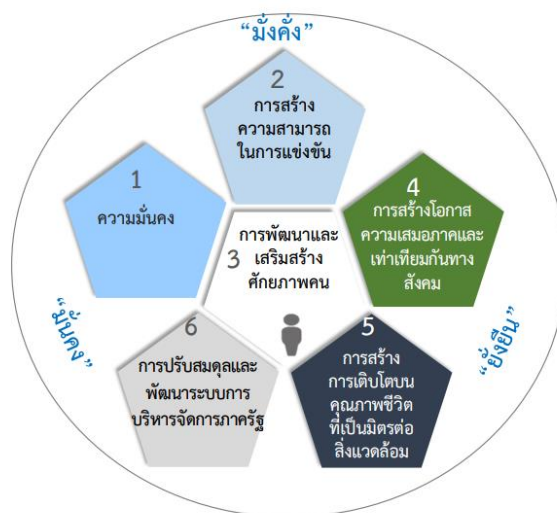 “มั่งคั่ง”
2
การสร้าง
ความสามารถ
ในการแข่งขัน
1
ความมั่นคง
4
การสร้างโอกาส
ความเสมอภาคและ
เท่าเทียมกันทาง
สังคม
3
การพัฒนาและ
เสริมสร้าง
ศักยภาพคน
“มั่นคง”
“ยั่งยืน”
6
การปรับสมดุลและ
พัฒนาระบบการ
บริหารจัดการภาครัฐ
5
การสร้าง
การเติบโตบน
คุณภาพชีวิต
ที่เป็นมิตรต่อ
สิ่งแวดล้อม